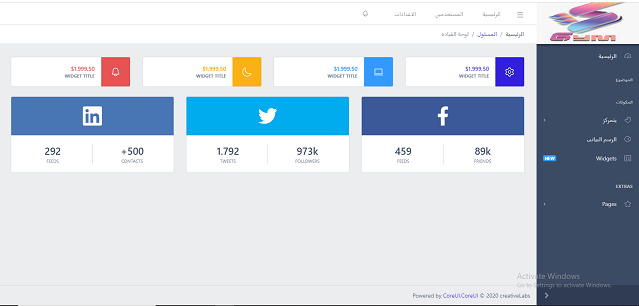 الرئيسية
المستخدمين
الاعدادات
الرئيسية / المسئول / لوحة القيادة
$1.999,50
WIDGET TITLE
$1.999,50
WIDGET TITLE
$1.999,50
WIDGET TITLE
$1.999,50
WIDGET TITLE
in
f
292
FEEDS
+500
CONTACTS
1.792
TWEETS
973k
FOLLOWERS
459
FEEDS
89k
FRIENDS
GYM
الرئيسية
المكونات
الرسم البيانى
Widgets
NEW
EXTRAS
Pages
Activate Windows
Go to Settings to activate Windows.
Powered by CoreUI.CoreUI © 2020 creativeLabs